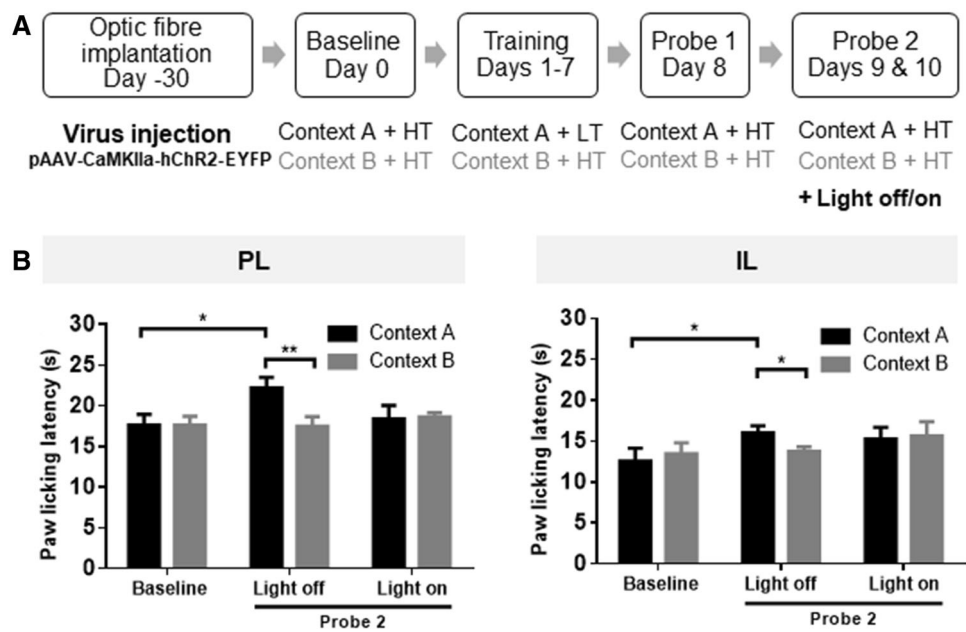 A
Optic fibre
implantation
Day -30
Baseline
Day 0
Training
Days 1-7
Probe 1
Day 8
Probe 2
Days 9 & 10
Virus injection
pAAV-CaMKIIa-hChR2-EYFP
Context A + HT
Context B + HT
Context A + LT
Context B + HT
Context A + HT
Context B + HT
Context A + HT
Context B + HT
+ Light off/on
B
PL
Paw licking latency (s)
30
25
20
15
10
5
0
*
**
Context A
Context B
Baseline
Light off
Light on
Probe 2
IL
Paw licking latency (s)
30
25
20
15
10
5
0
*
*
Context A
Context B
Baseline
Light off
Light on
Probe 2